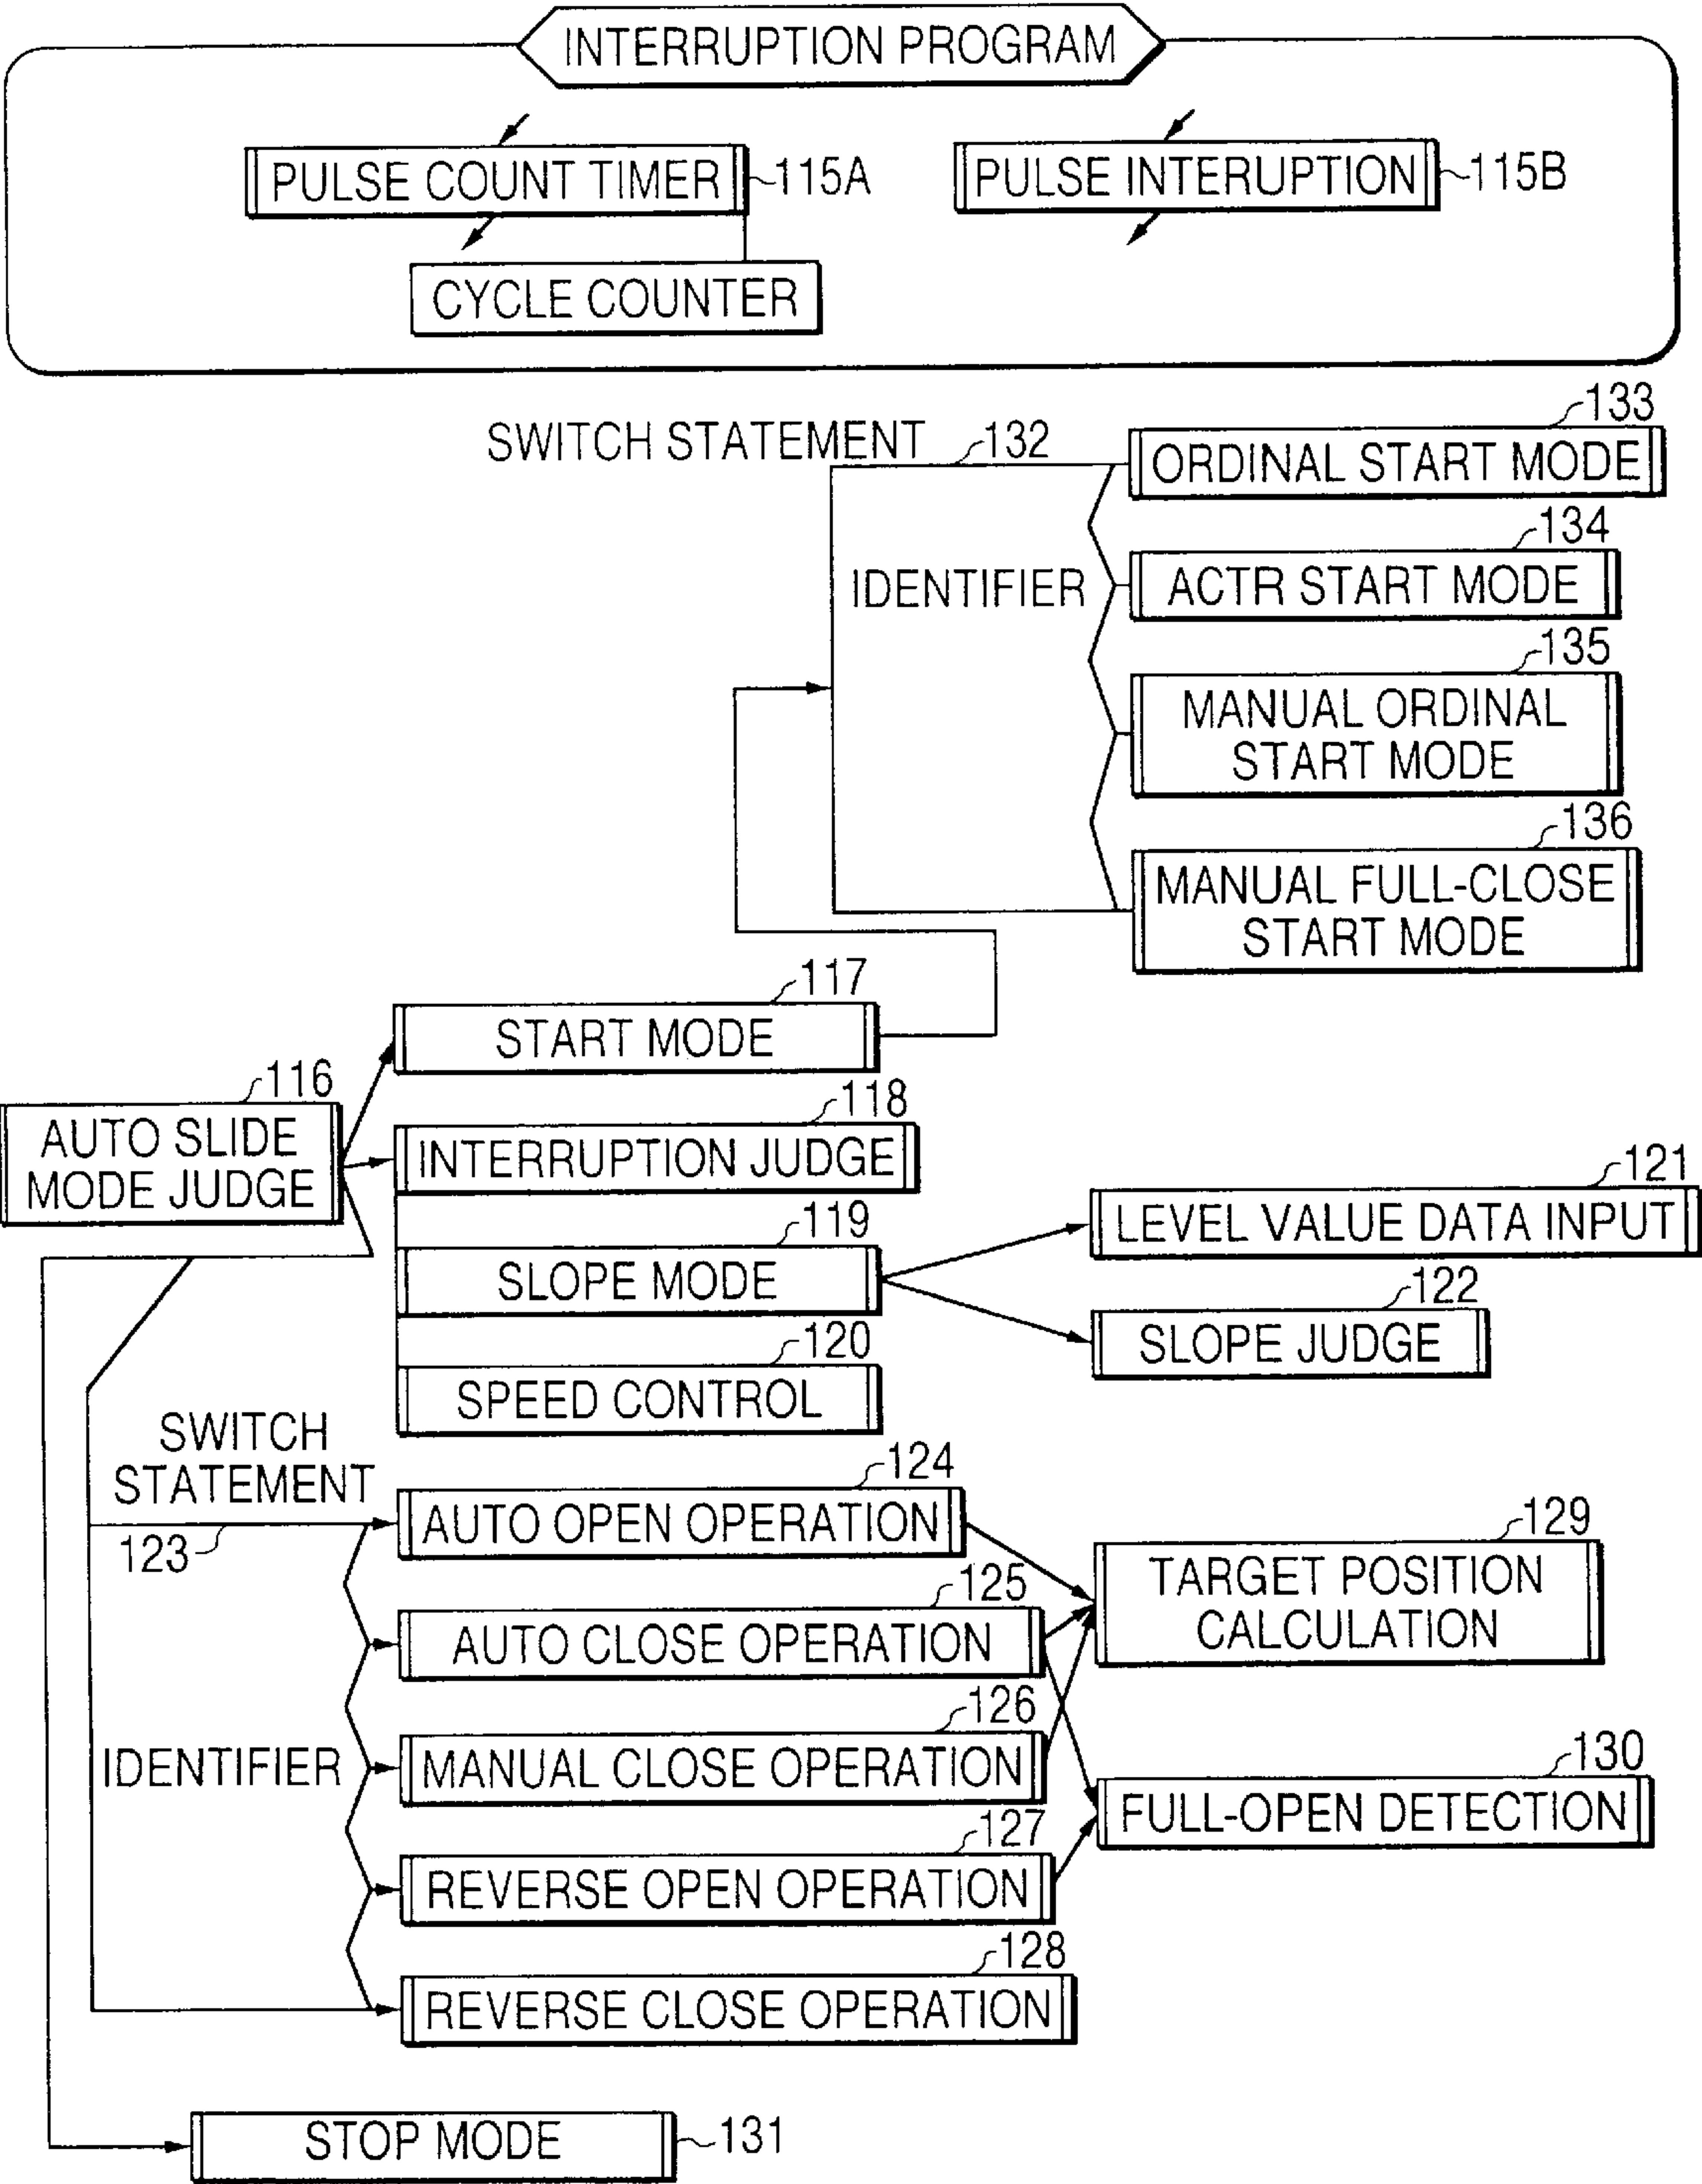 INTERRUPTION PROGRAM
PULSE COUNT TIMER
115A
PULSE INTERUPTION
115B
CYCLE COUNTER
SWITCH STATEMENT
132
133
ORDINAL START MODE
IDENTIFIER
134
ACTR START MODE
135
MANUAL ORDINAL
START MODE
136
MANUAL FULL-CLOSE
START MODE
117
START MODE
116
AUTO SLIDE
MODE JUDGE
118
INTERRUPTION JUDGE
119
SLOPE MODE
121
LEVEL VALUE DATA INPUT
122
SLOPE JUDGE
120
SPEED CONTROL
SWITCH
STATEMENT
123
124
AUTO OPEN OPERATION
125
AUTO CLOSE OPERATION
129
TARGET POSITION
CALCULATION
IDENTIFIER
126
MANUAL CLOSE OPERATION
130
FULL-OPEN DETECTION
127
REVERSE OPEN OPERATION
128
REVERSE CLOSE OPERATION
STOP MODE
131